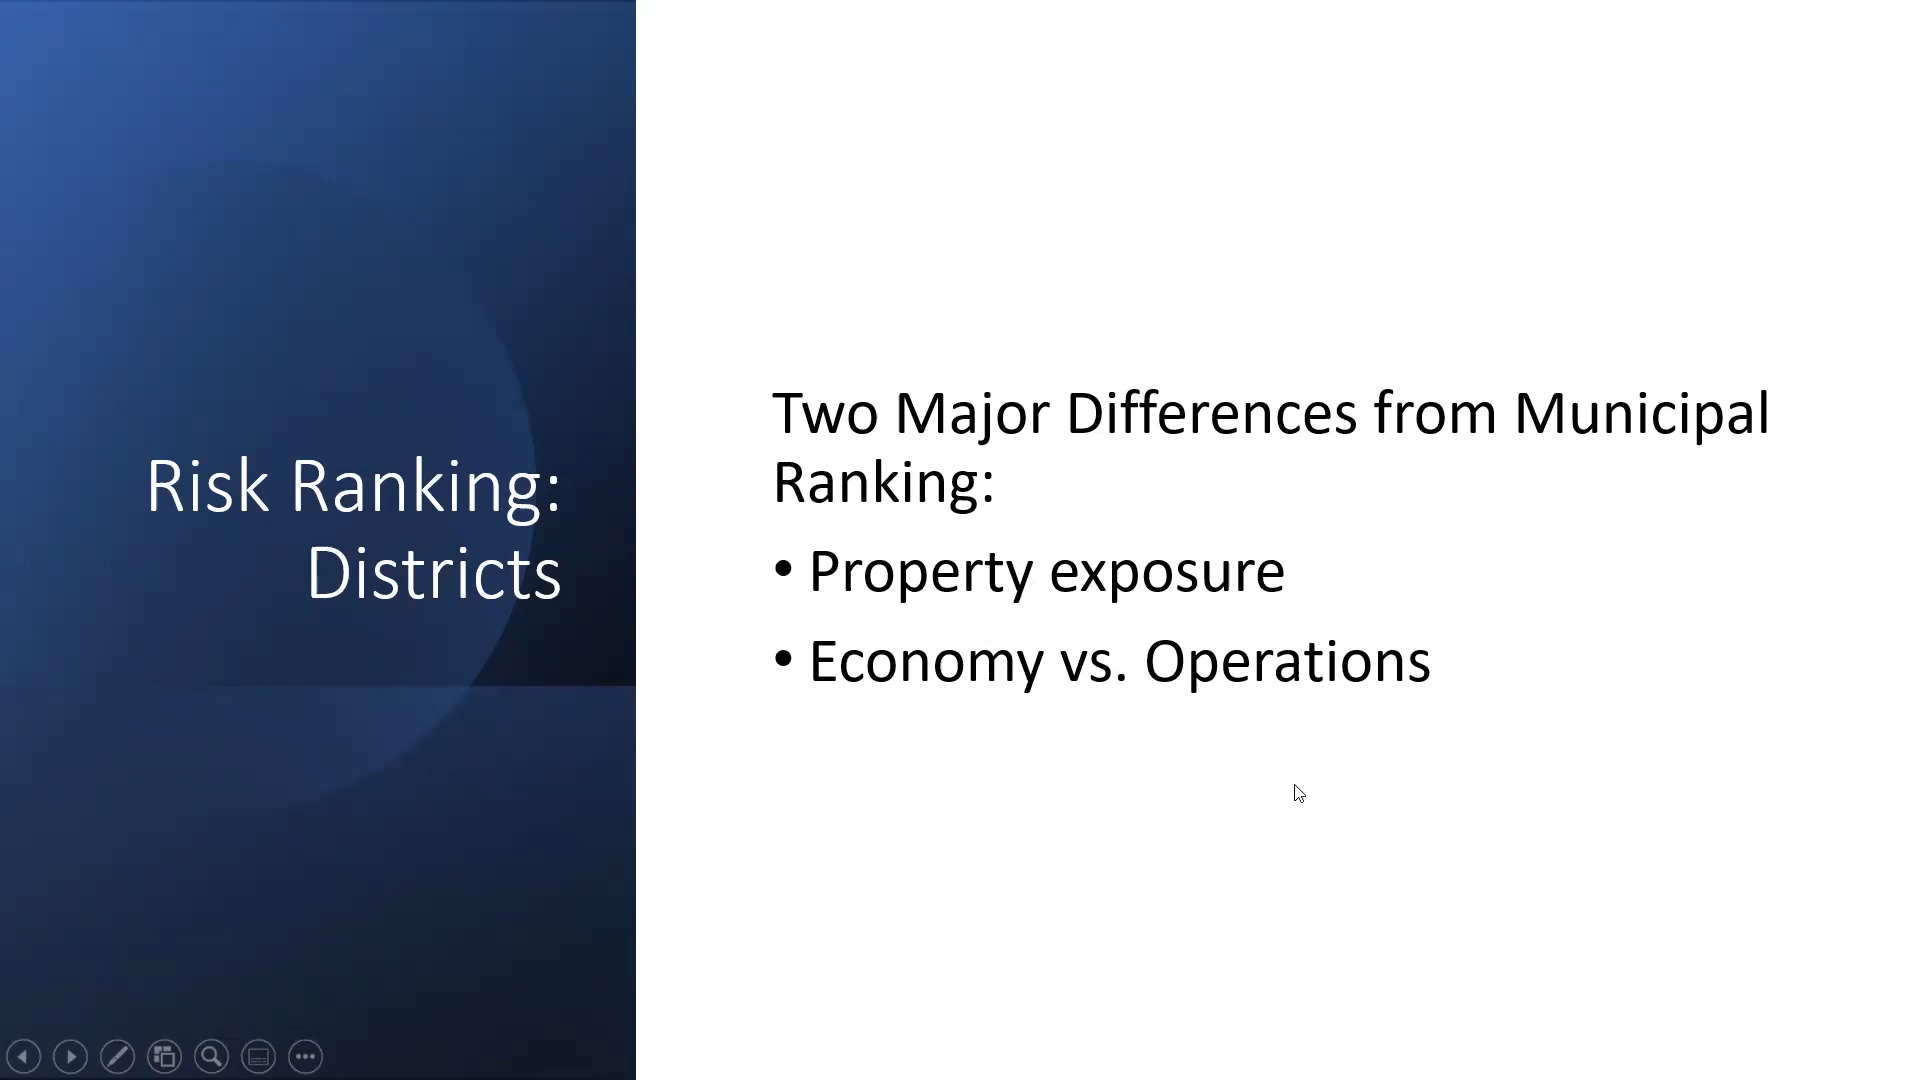 Risk Ranking:
Districts
Two Major Differences from Municipal
Ranking:
• Property exposure
• Economy vs. Operations